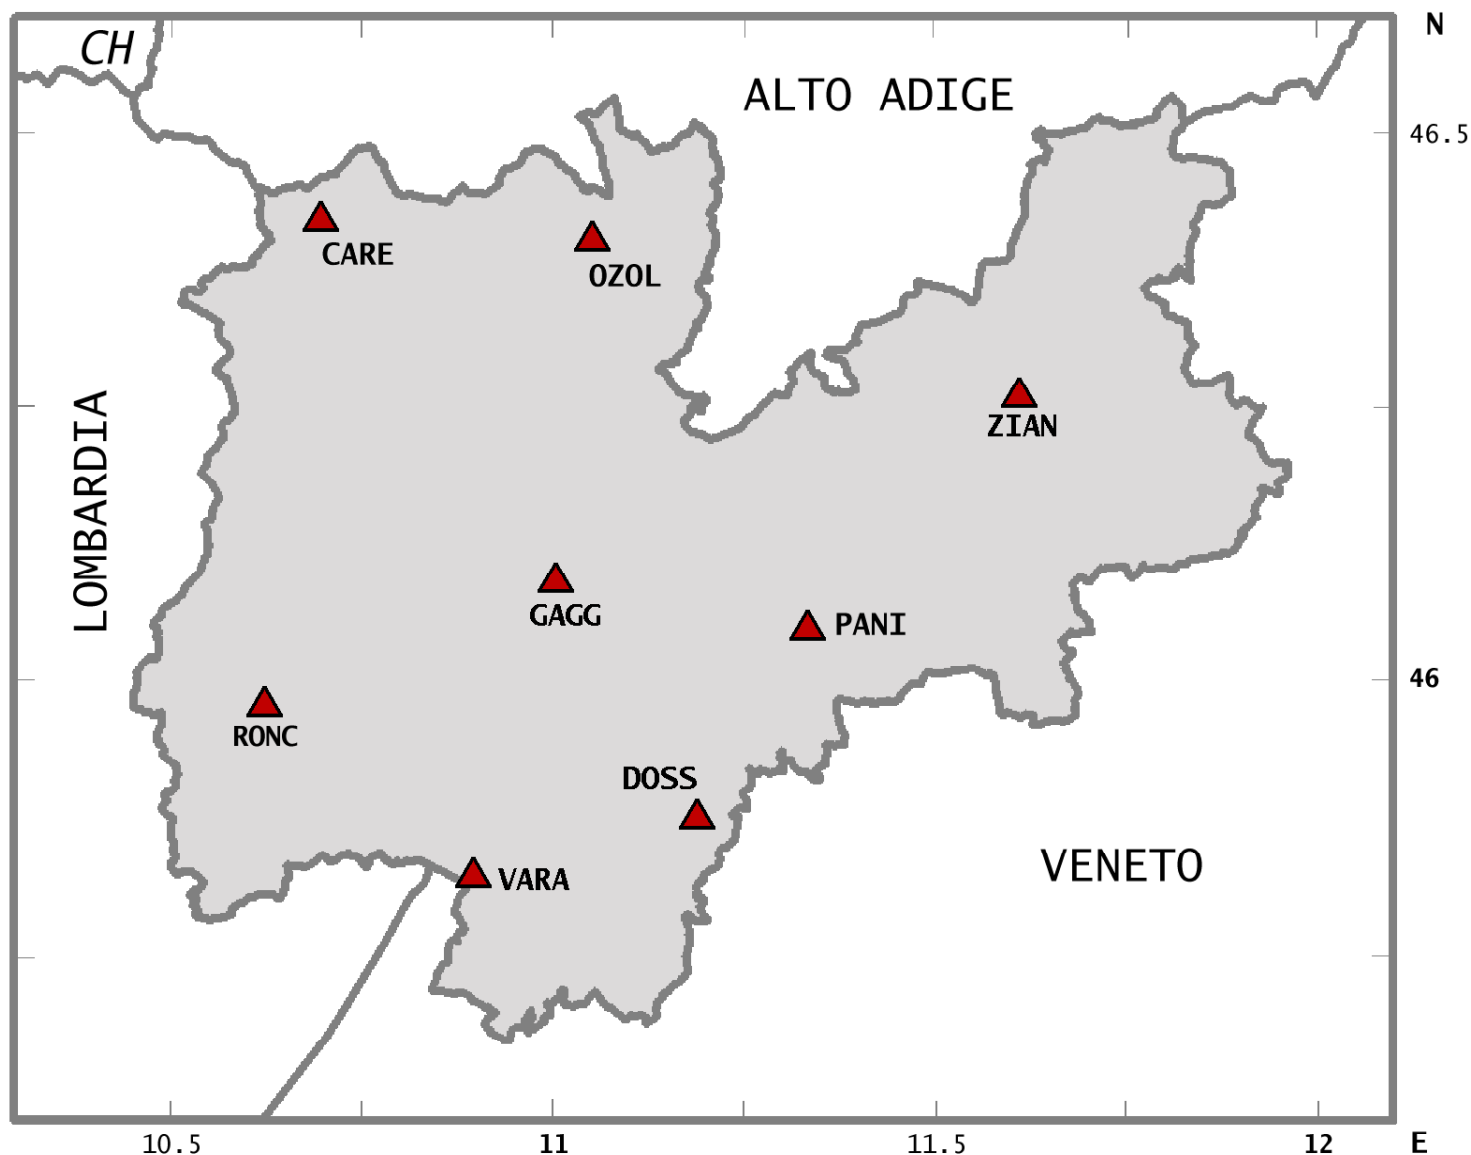 N
CH
ALTO ADIGE
46.5
CARE
OZOL
LOMBARDIA
ZIAN
GAGG
PANI
46
RONC
DOSS
VARA
VENETO
10.5 11 11.5 12 E